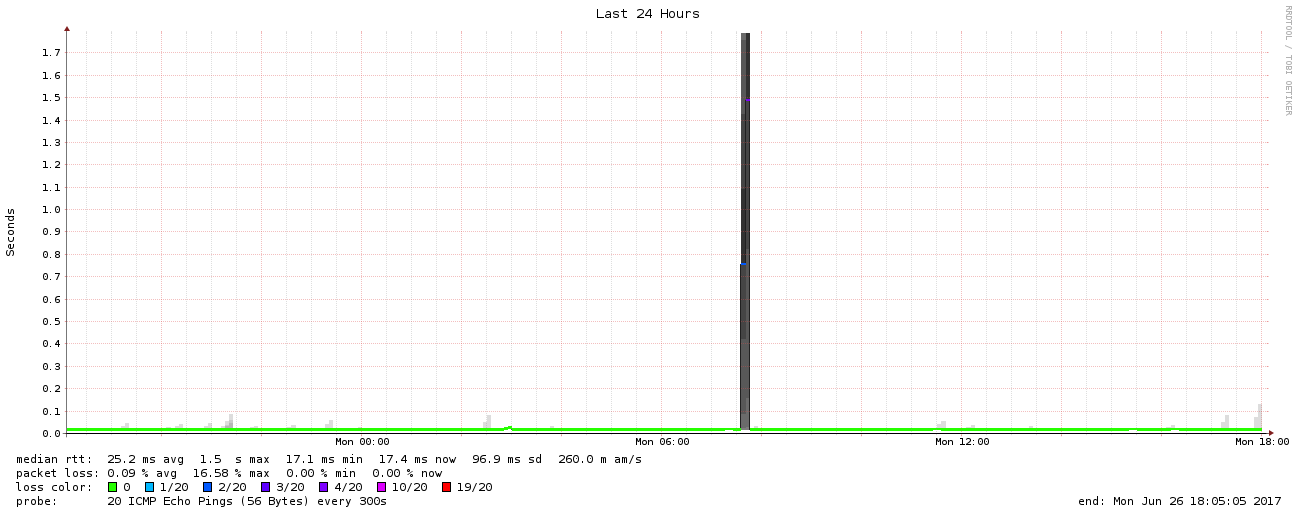 Last 24 Hours
RRDTOOL / TOBI OETIKER
Seconds
1.7
1.6
1.5
1.4
1.3
1.2
1.1
1.0
0.9
0.8
0.7
0.6
0.5
0.4
0.3
0.2
0.1
0.0
Mon 00:00 Mon 06:00 Mon 12:00 Mon 18:00
median rtt: 25.2 ms avg 1.5 s max 17.1 ms min 17.4 ms now 96.9 ms sd 260.0 m am/s
packet loss: 0.09 % avg 16.58 % max 0.00 % min 0.00 % now
loss color: 0 1/20 2/20 3/20 4/20 10/20 19/20
probe: 20 ICMP Echo Pings (56 Bytes) every 300s end: Mon Jun 26 18:05:05 2017